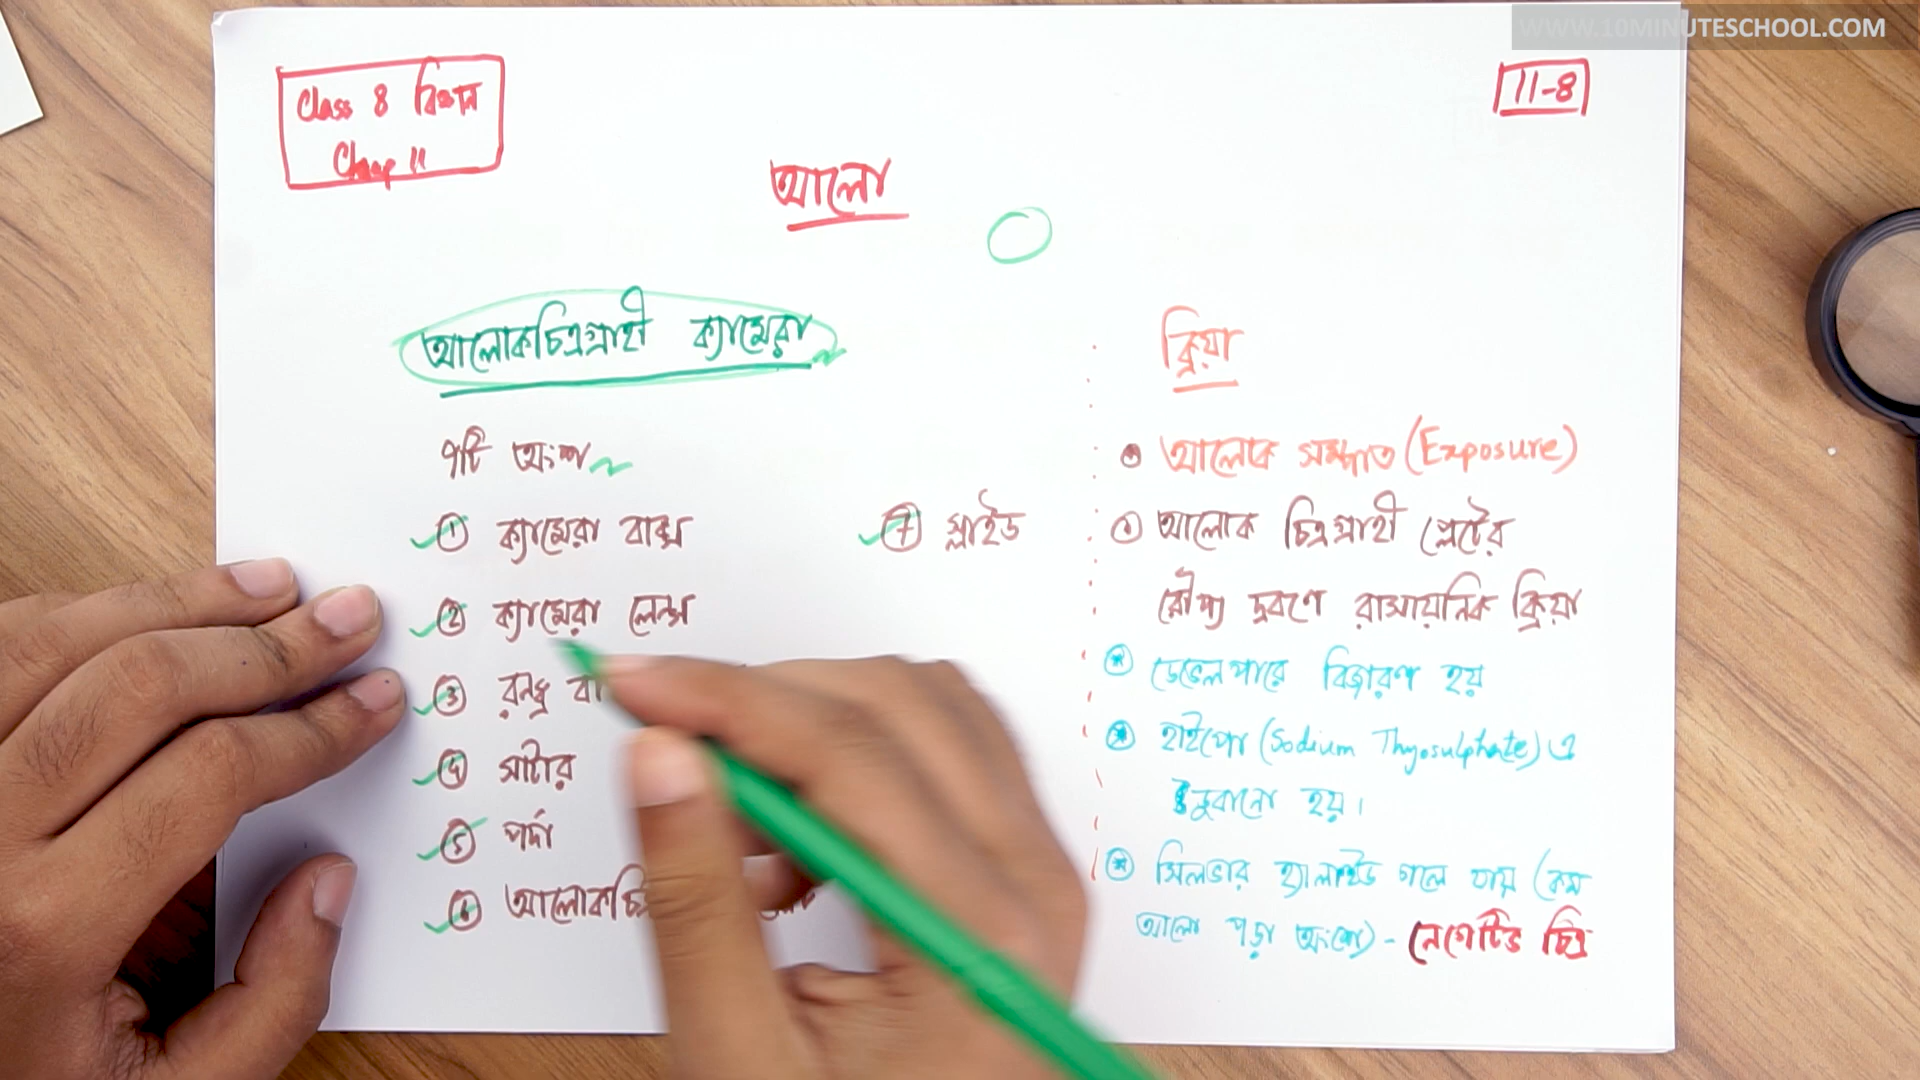 WWW.10MINUTESCHOOL.COM
Class 8 বিজ্ঞান
Chap 11
11-8
আলো
আলোকচিত্রগ্রাহী ক্যামেরা
৭টি অংশ
① ক্যামেরা বাক্স
② ক্যামেরা লেন্স
③ রন্ধ্র বা
④ সাটার
⑤ পর্দা
⑥ আলোকচিত্র
⑦ স্লাইড
ক্রিয়া
আলোক সম্পাত (Exposure)
আলোক চিত্রগ্রাহী প্লেটের
রৌপ্য দ্রবণে রাসায়নিক ক্রিয়া
* ডেভেলপারে বিজারণ হয়
* হাইপো (Sodium Thyosulphate) এ
ডুবানো হয়।
* সিলভার হ্যালাইড গলে যায় (কম
আলো পড়া অংশে) - নেগেটিভ চিত্র